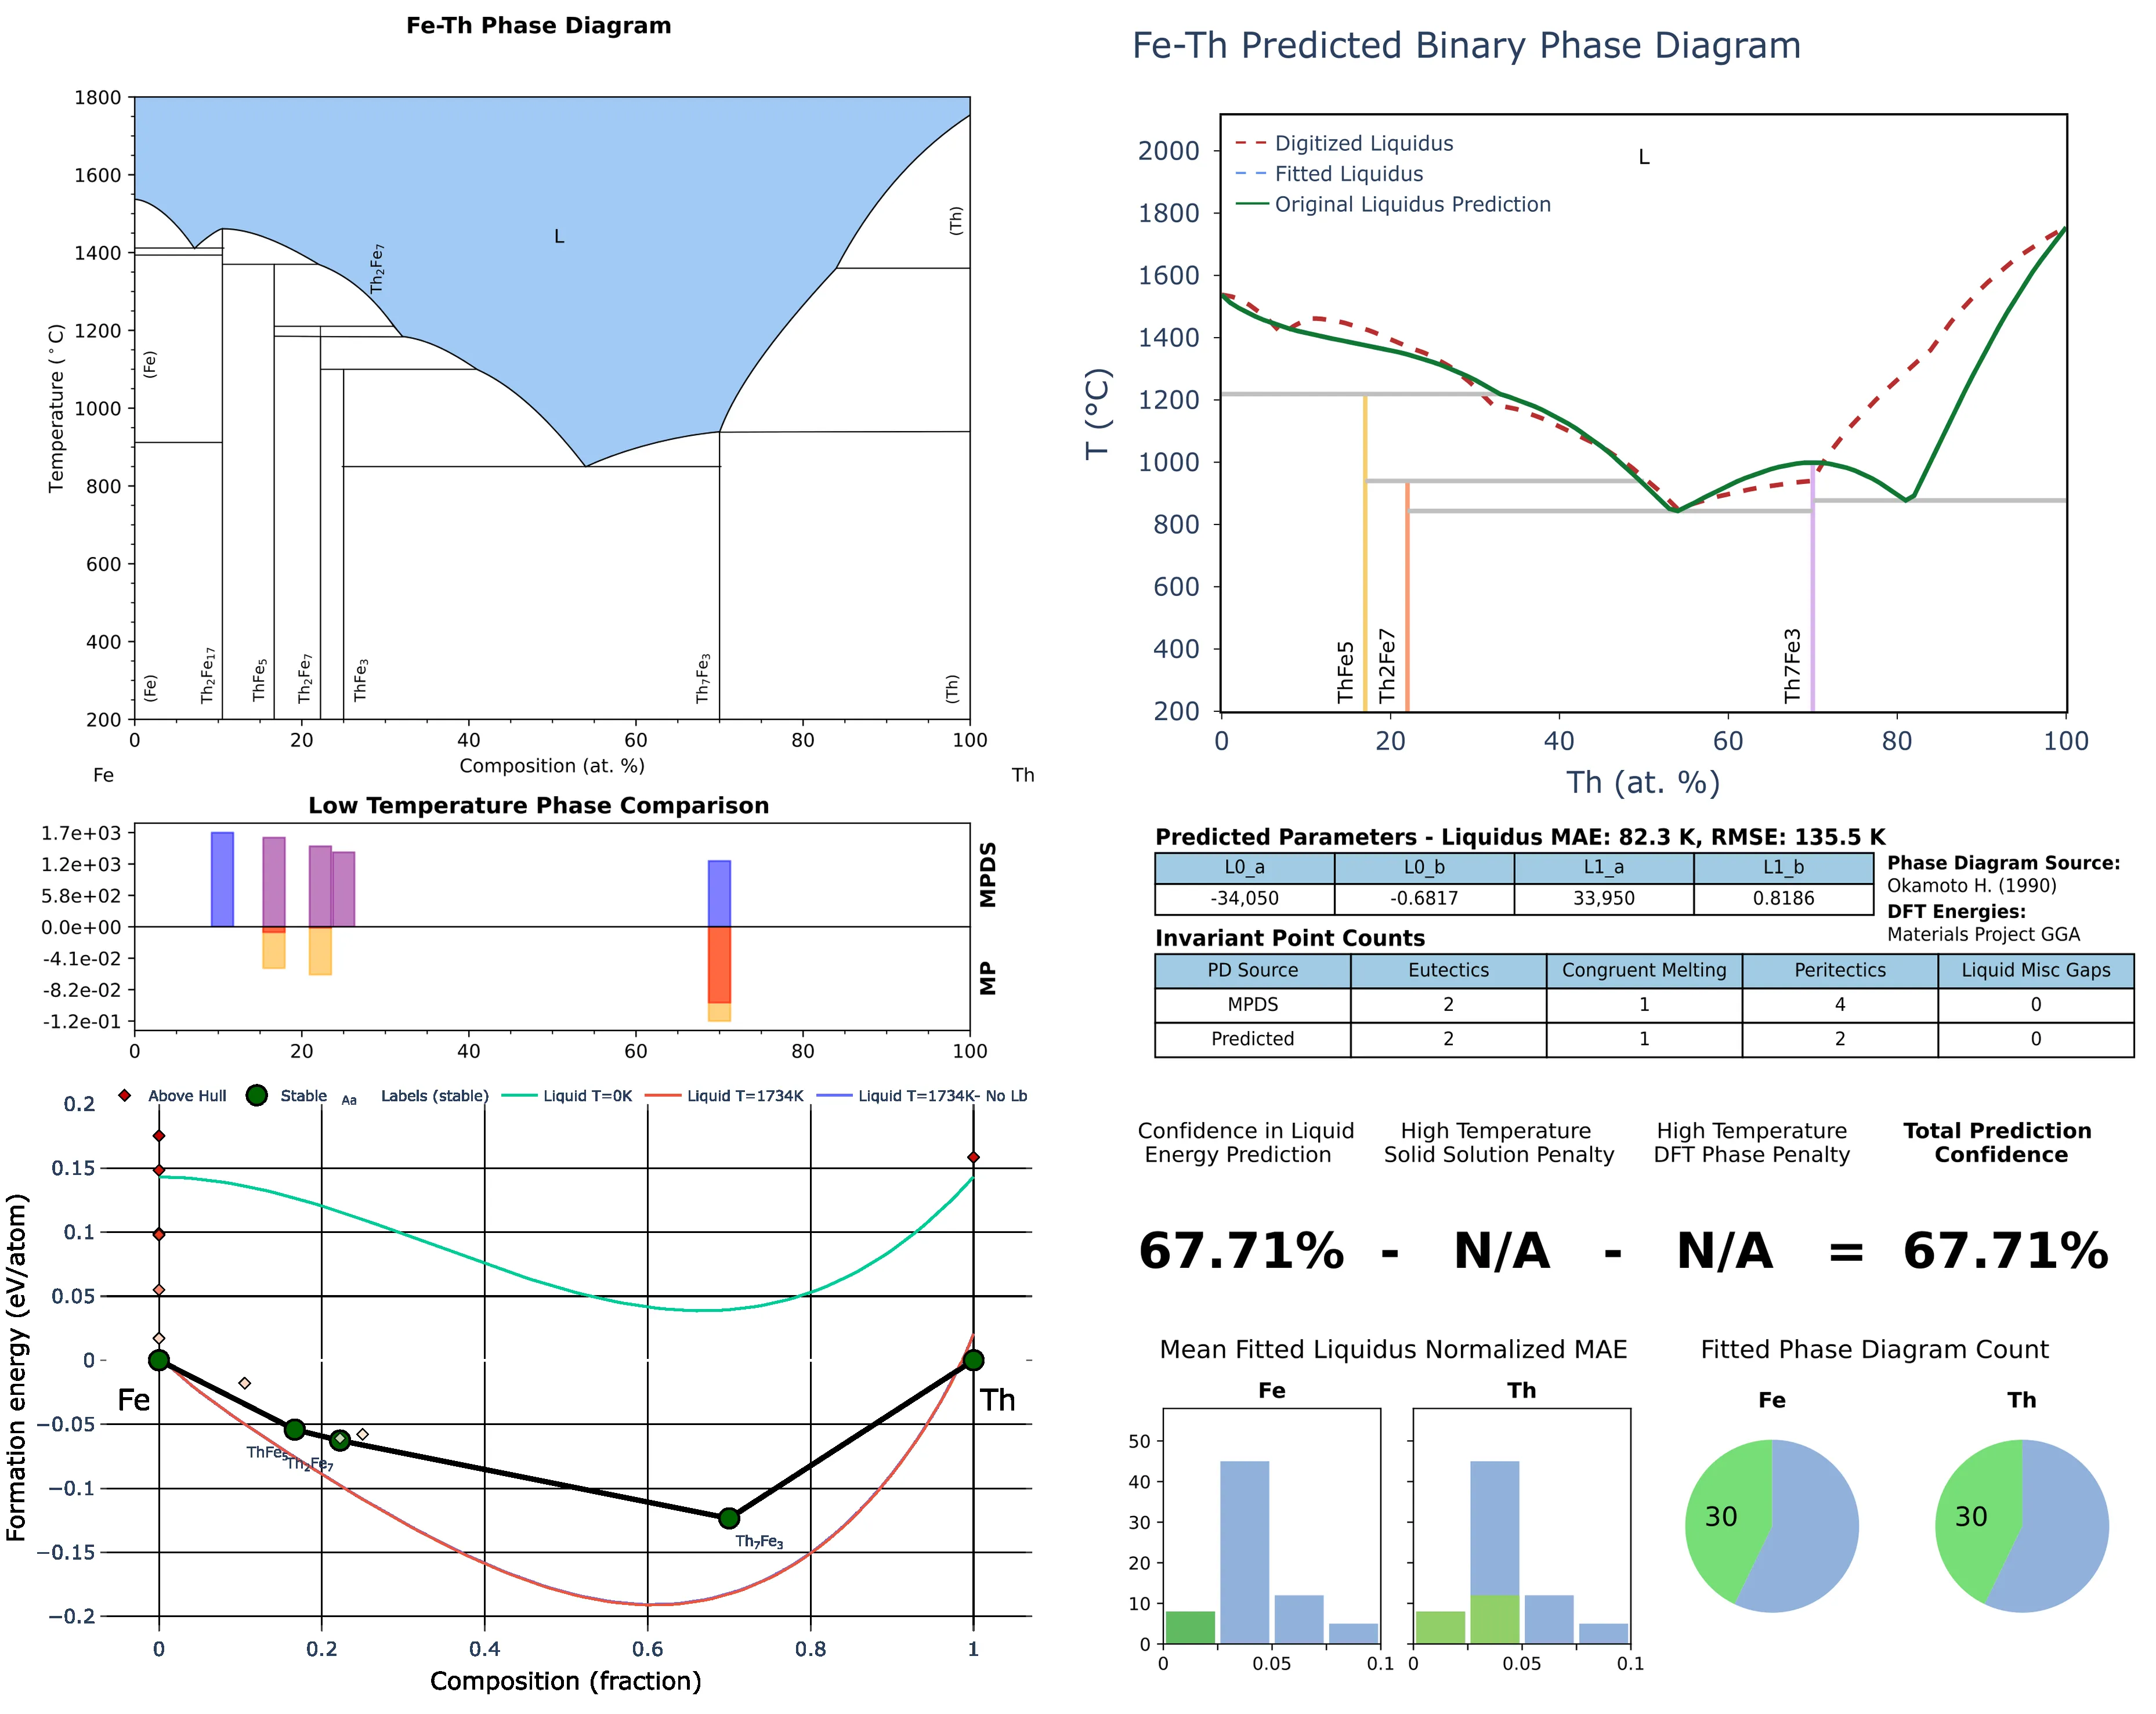 Fe-Th Phase Diagram
1800
1600
1400
1200
1000
800
600
400
200
Temperature (°C)
L
Th2Fe7
(Th)
(Fe)
(Fe)
Th2Fe17
ThFe5
Th2Fe7
ThFe3
Th7Fe3
(Th)
0 20 40 60 80 100
Composition (at. %)
Fe Th
Low Temperature Phase Comparison
1.7e+03
1.2e+03
5.8e+02
0.0e+00
-4.1e-02
-8.2e-02
-1.2e-01
MPDS
MP
0 20 40 60 80 100
Above Hull Stable Aa Labels (stable) Liquid T=0K Liquid T=1734K Liquid T=1734K- No Lb
0.2
0.15
0.1
0.05
0
−0.05
−0.1
−0.15
−0.2
Formation energy (eV/atom)
Fe
Th
ThFe5
Th2Fe7
Th7Fe3
0 0.2 0.4 0.6 0.8 1
Composition (fraction)
Fe-Th Predicted Binary Phase Diagram
Digitized Liquidus
Fitted Liquidus
Original Liquidus Prediction
L
2000
1800
1600
1400
1200
1000
800
600
400
200
T (°C)
ThFe5
Th2Fe7
Th7Fe3
0 20 40 60 80 100
Th (at. %)
Predicted Parameters - Liquidus MAE: 82.3 K, RMSE: 135.5 K
L0_a L0_b L1_a L1_b
-34,050 -0.6817 33,950 0.8186
Phase Diagram Source:
Okamoto H. (1990)
DFT Energies:
Materials Project GGA
Invariant Point Counts
PD Source Eutectics Congruent Melting Peritectics Liquid Misc Gaps
MPDS 2 1 4 0
Predicted 2 1 2 0
Confidence in Liquid
Energy Prediction
High Temperature
Solid Solution Penalty
High Temperature
DFT Phase Penalty
Total Prediction
Confidence
67.71% - N/A - N/A = 67.71%
Mean Fitted Liquidus Normalized MAE
Fe
Th
50
40
30
20
10
0
0 0.05 0.1
0 0.05 0.1
Fitted Phase Diagram Count
Fe
Th
30
30